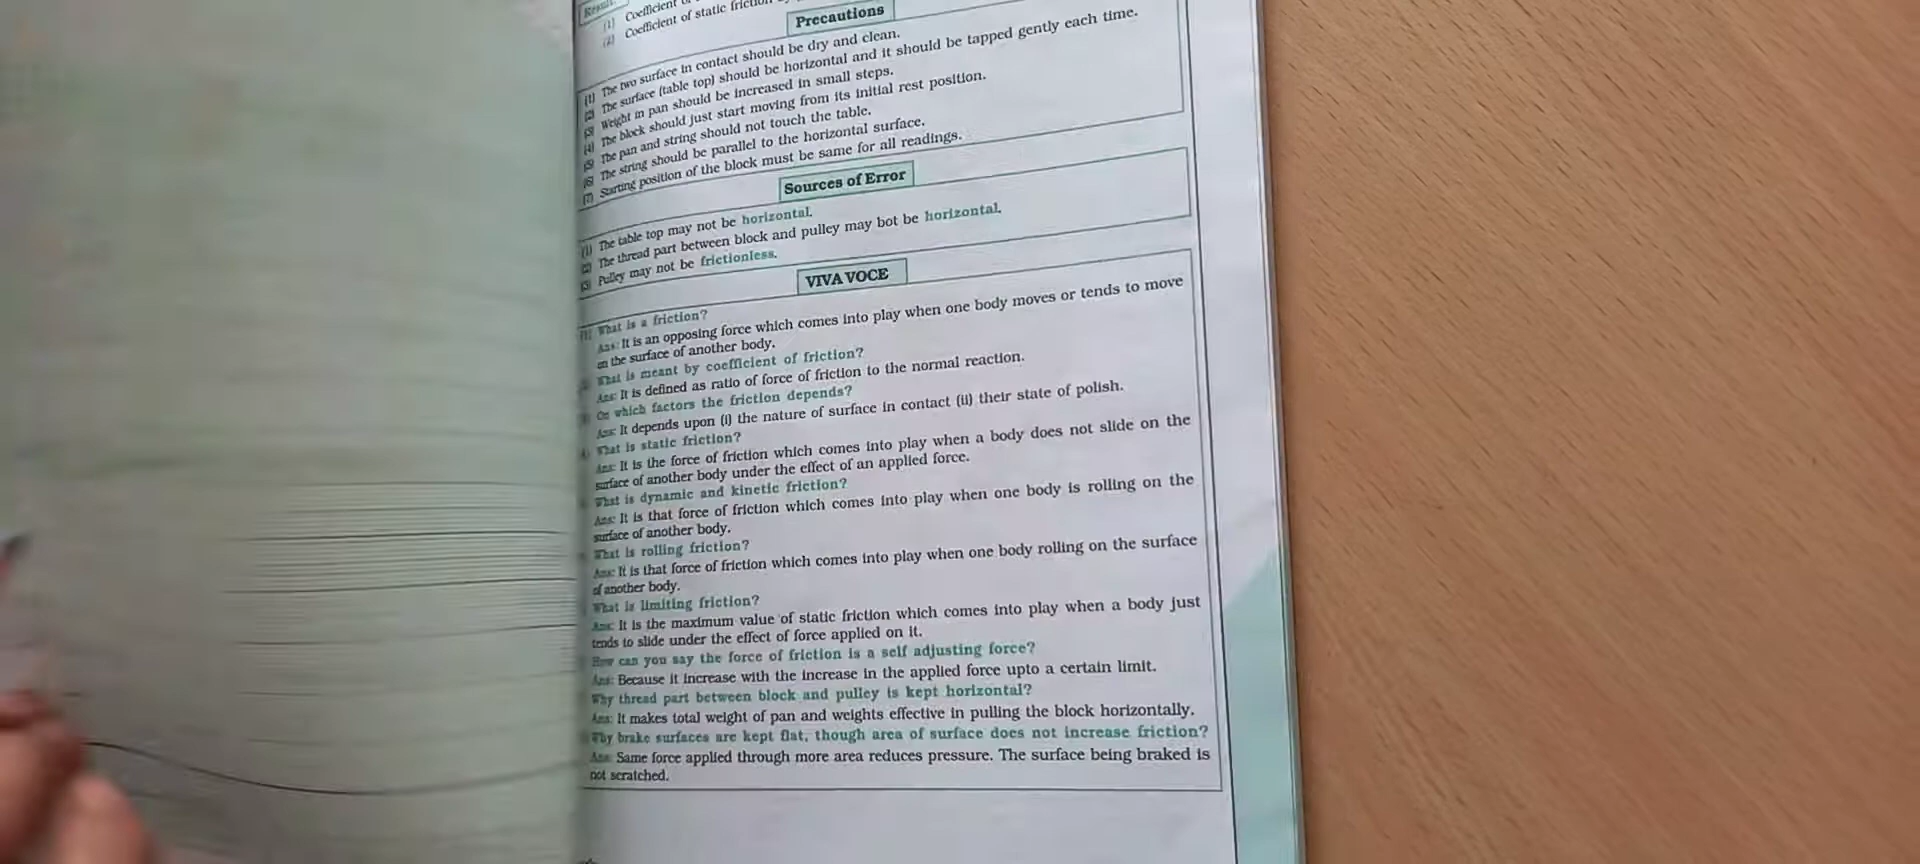 Result:
(1) Coefficient of
(2) Coefficient of static friction
Precautions
(1) The two surface in contact should be dry and clean.
(2) The surface (table top) should be horizontal and it should be tapped gently each time.
(3) Weight in pan should be increased in small steps.
(4) The block should just start moving from its initial rest position.
(5) The pan and string should not touch the table.
(6) The string should be parallel to the horizontal surface.
(7) Starting position of the block must be same for all readings.
Sources of Error
(1) The table top may not be horizontal.
(2) The thread part between block and pulley may bot be horizontal.
(3) Pulley may not be frictionless.
VIVA VOCE
(1) What is a friction?
Ans: It is an opposing force which comes into play when one body moves or tends to move
on the surface of another body.
What is meant by coefficient of friction?
Ans: It is defined as ratio of force of friction to the normal reaction.
On which factors the friction depends?
Ans: It depends upon (i) the nature of surface in contact (ii) their state of polish.
What is static friction?
Ans: It is the force of friction which comes into play when a body does not slide on the
surface of another body under the effect of an applied force.
What is dynamic and kinetic friction?
Ans: It is that force of friction which comes into play when one body is rolling on the
surface of another body.
What is rolling friction?
Ans: It is that force of friction which comes into play when one body rolling on the surface
of another body.
What is limiting friction?
Ans: It is the maximum value of static friction which comes into play when a body just
tends to slide under the effect of force applied on it.
How can you say the force of friction is a self adjusting force?
Ans: Because it increase with the increase in the applied force upto a certain limit.
Why thread part between block and pulley is kept horizontal?
Ans: It makes total weight of pan and weights effective in pulling the block horizontally.
Why brake surfaces are kept flat, though area of surface does not increase friction?
Ans: Same force applied through more area reduces pressure. The surface being braked is
not scratched.